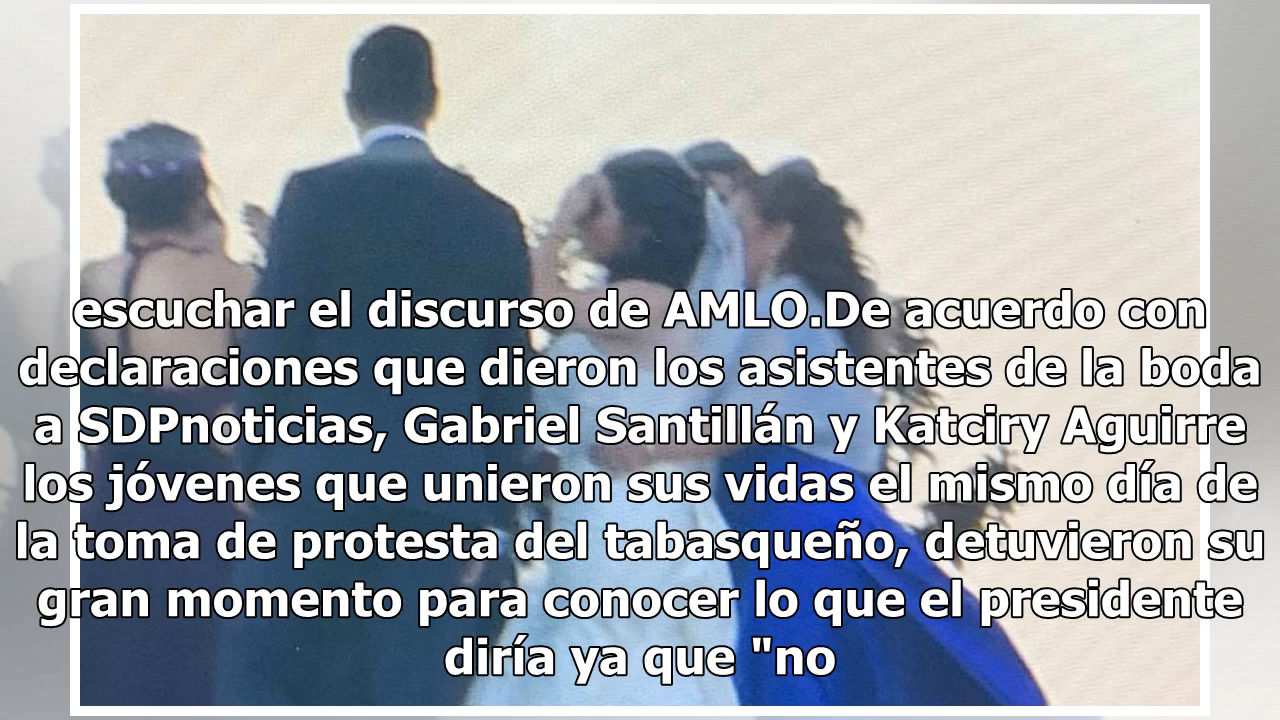 escuchar el discurso de AMLO.De acuerdo con
declaraciones que dieron los asistentes de la boda
a SDPnoticias, Gabriel Santillán y Katciry Aguirre
los jóvenes que unieron sus vidas el mismo día de
la toma de protesta del tabasqueño, detuvieron su
gran momento para conocer lo que el presidente
diría ya que "no